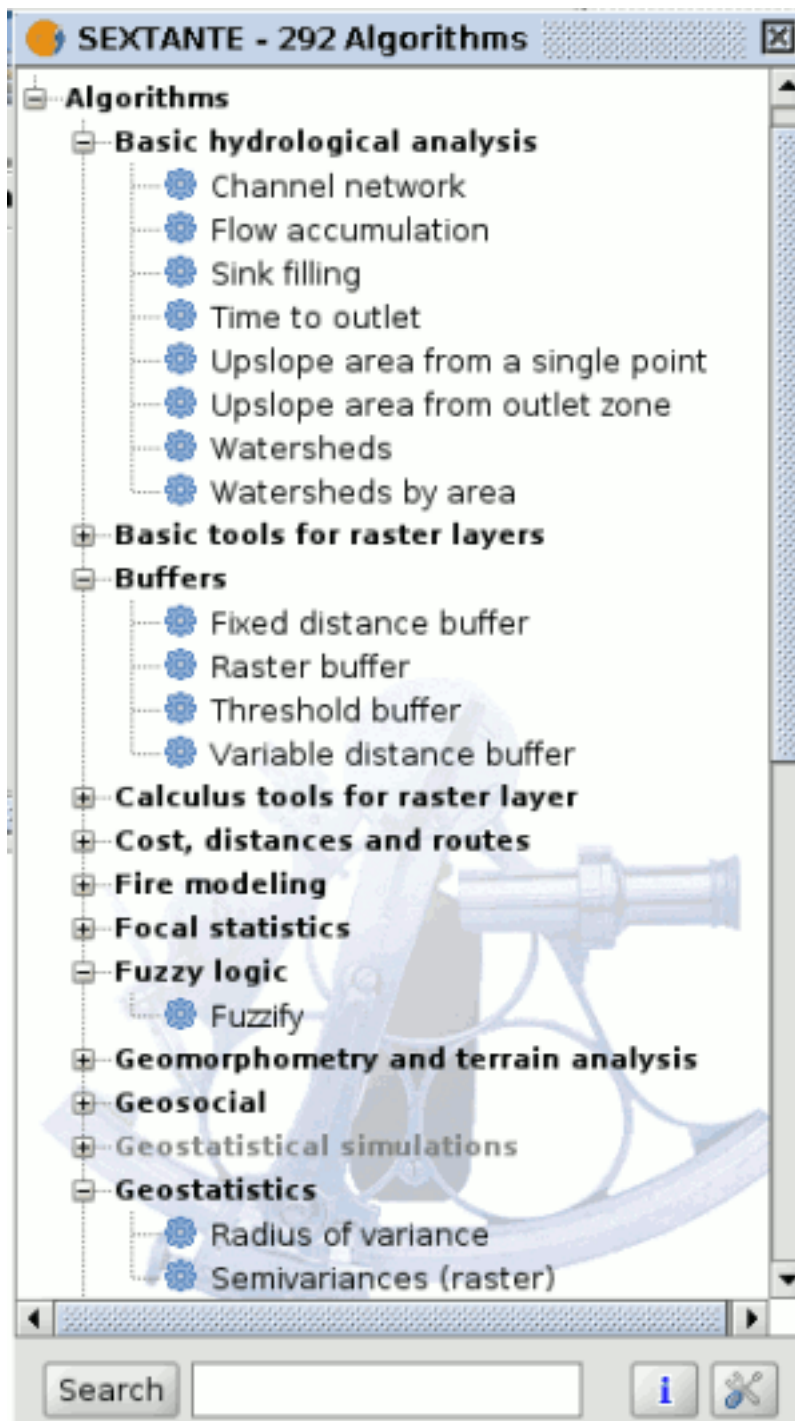 SEXTANTE - 292 Algorithms
Algorithms
Basic hydrological analysis
Channel network
Flow accumulation
Sink filling
Time to outlet
Upslope area from a single point
Upslope area from outlet zone
Watersheds
Watersheds by area
Basic tools for raster layers
Buffers
Fixed distance buffer
Raster buffer
Threshold buffer
Variable distance buffer
Calculus tools for raster layer
Cost, distances and routes
Fire modeling
Focal statistics
Fuzzy logic
Fuzzify
Geomorphometry and terrain analysis
Geosocial
Geostatistical simulations
Geostatistics
Radius of variance
Semivariances (raster)
Search